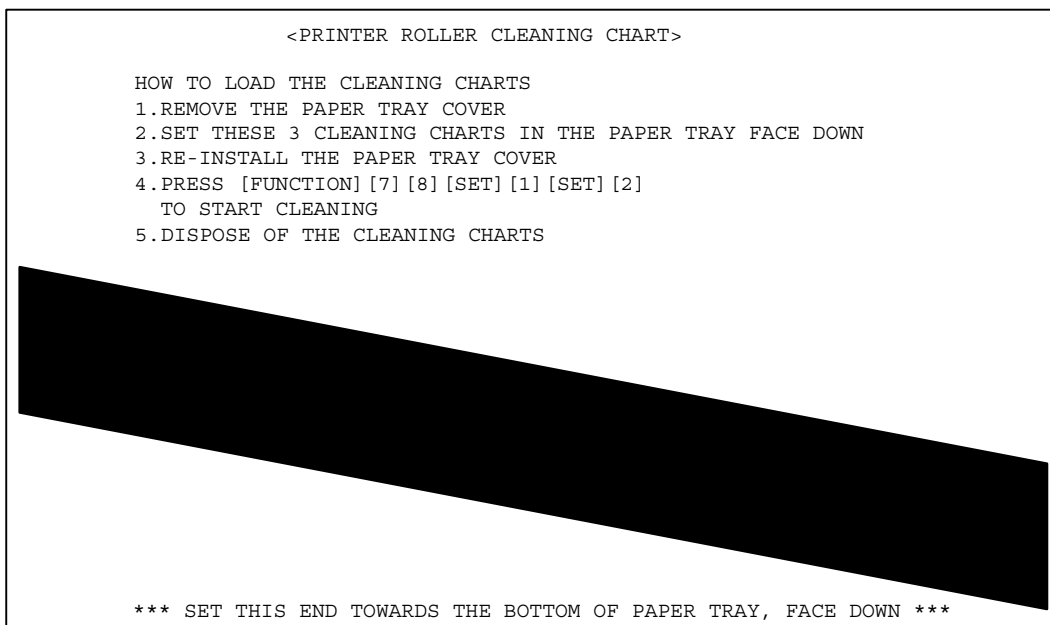 <PRINTER ROLLER CLEANING CHART>
HOW TO LOAD THE CLEANING CHARTS
1.REMOVE THE PAPER TRAY COVER
2.SET THESE 3 CLEANING CHARTS IN THE PAPER TRAY FACE DOWN
3.RE-INSTALL THE PAPER TRAY COVER
4.PRESS [FUNCTION][7][8][SET][1][SET][2]
TO START CLEANING
5.DISPOSE OF THE CLEANING CHARTS
*** SET THIS END TOWARDS THE BOTTOM OF PAPER TRAY, FACE DOWN ***